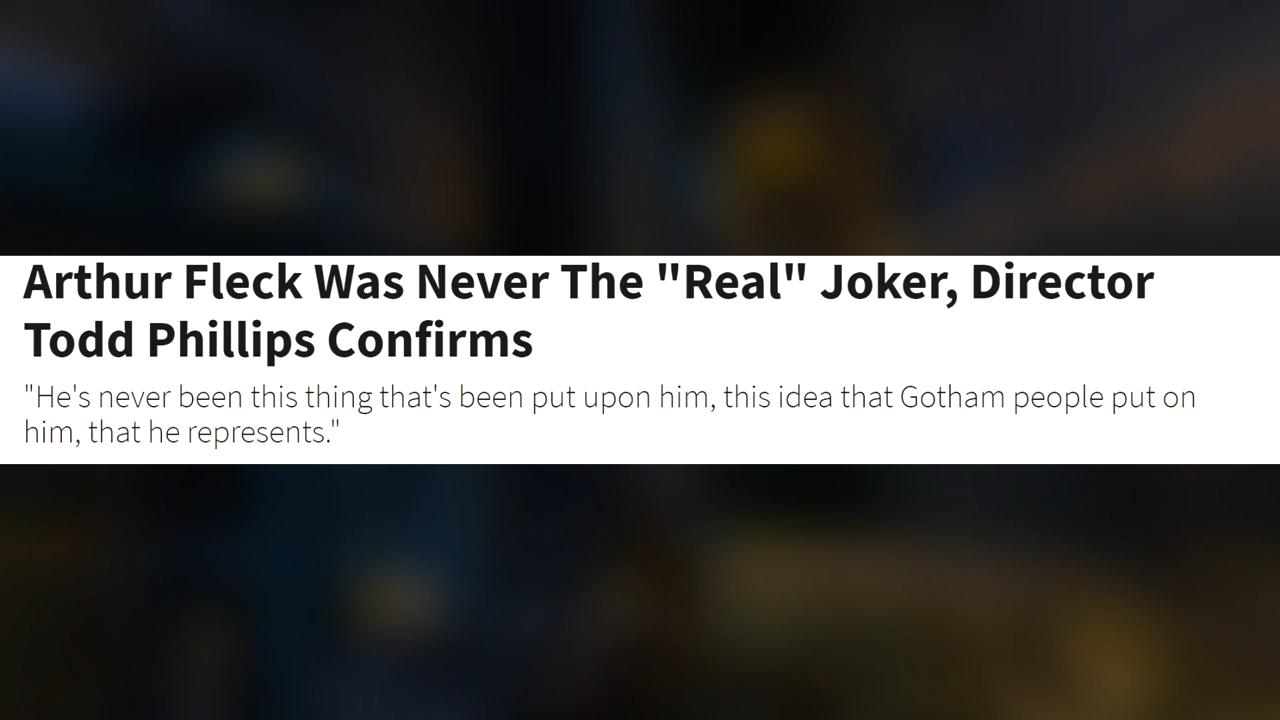 Arthur Fleck Was Never The "Real" Joker, Director
Todd Phillips Confirms
"He's never been this thing that's been put upon him, this idea that Gotham people put on
him, that he represents."